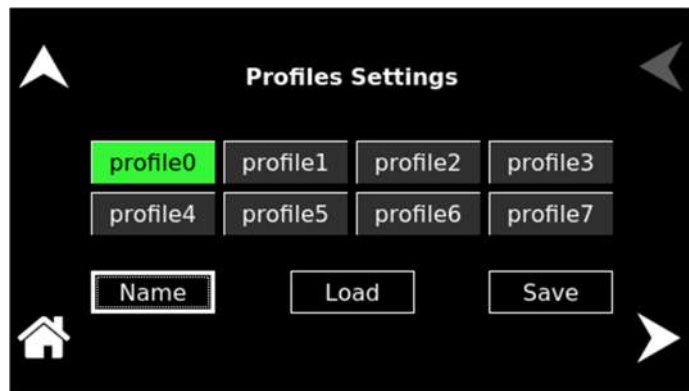 Profiles Settings
profile0 profile1 profile2 profile3
profile4 profile5 profile6 profile7
Name Load Save